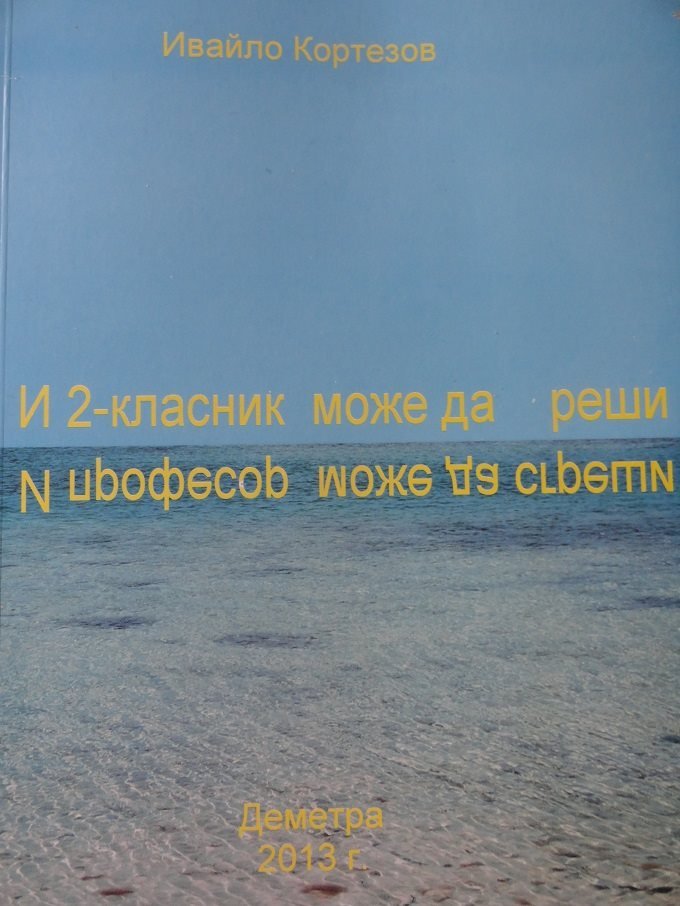 Ивайло Кортезов
И 2-класник може да реши
И професор може да сгреши
Деметра
2013 г.